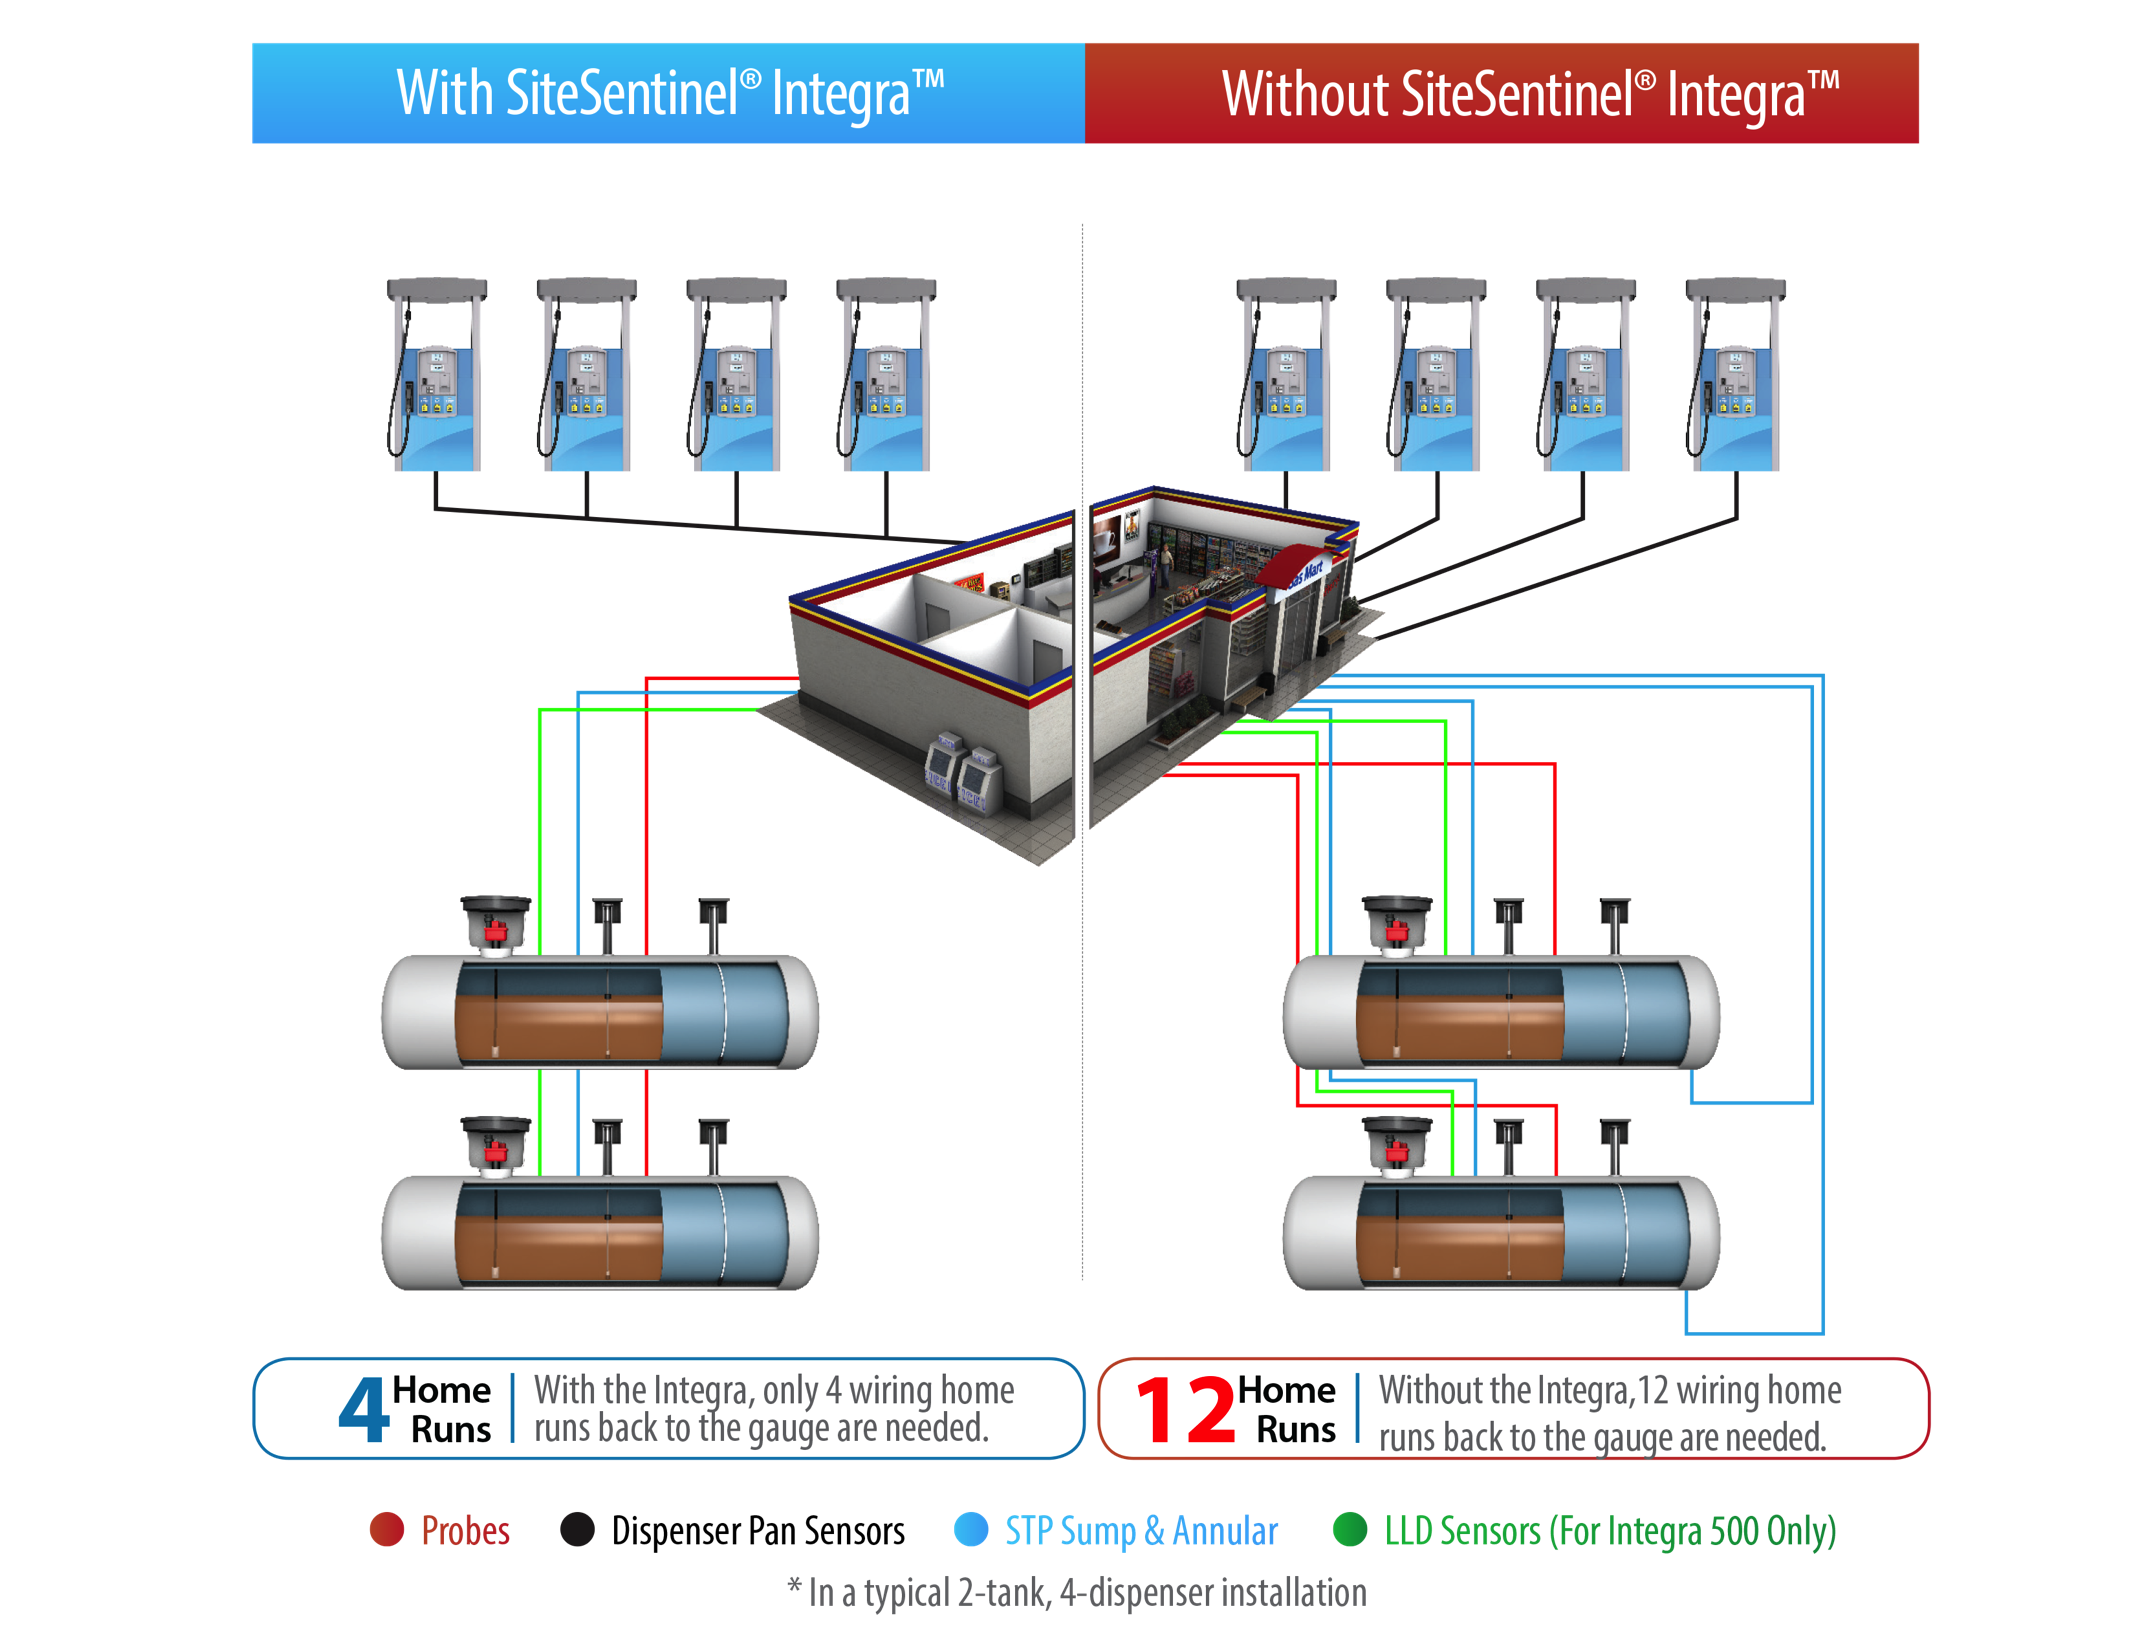 With SiteSentinel® Integra™
Without SiteSentinel® Integra™
Gas Mart
4 Home Runs
With the Integra, only 4 wiring home
runs back to the gauge are needed.
12 Home Runs
Without the Integra,12 wiring home
runs back to the gauge are needed.
Probes
Dispenser Pan Sensors
STP Sump & Annular
LLD Sensors (For Integra 500 Only)
* In a typical 2-tank, 4-dispenser installation